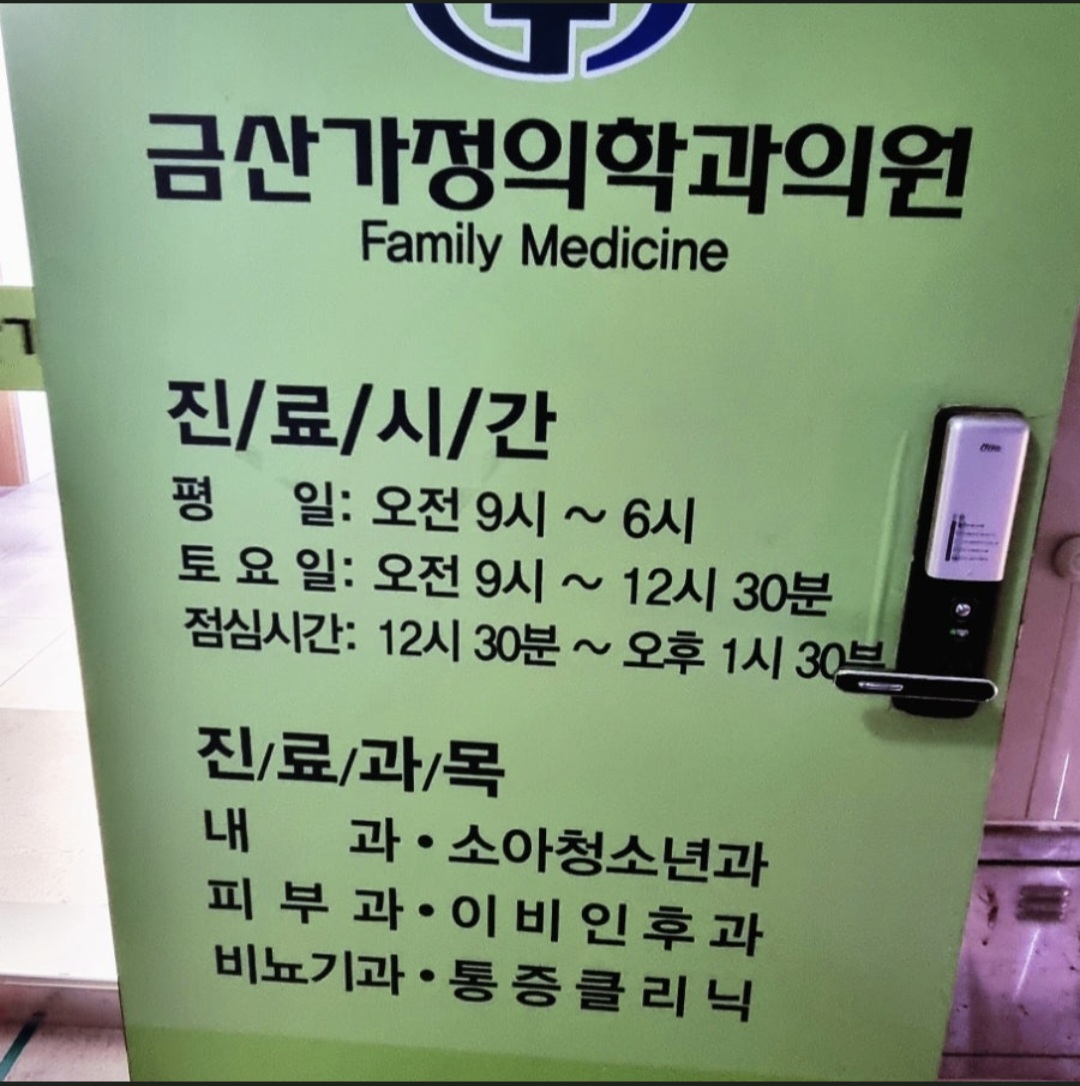 금산가정의학과의원
Family Medicine
진/료/시/간
평 일: 오전 9시 ~ 6시
토 요 일: 오전 9시 ~ 12시 30분
점심시간: 12시 30분 ~ 오후 1시 30분
진/료/과/목
내 과 · 소아청소년과
피 부 과 · 이 비 인 후 과
비뇨기과 · 통 증 클 리 닉